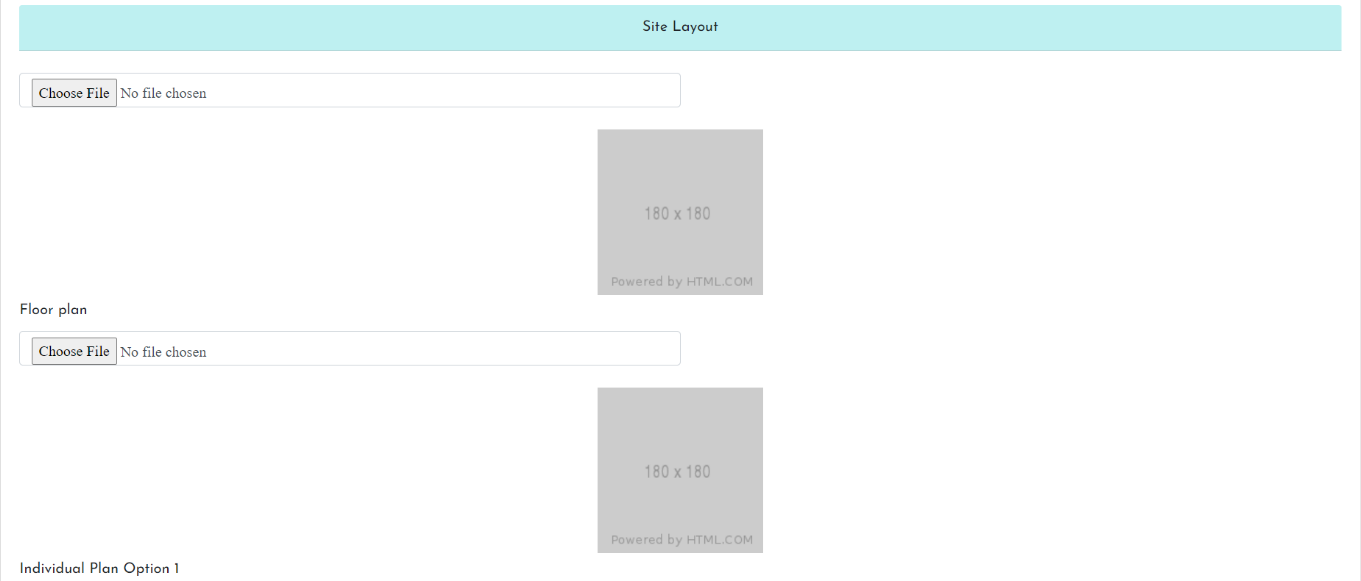 Site Layout
Choose File No file chosen
180 x 180
Powered by HTML.COM
Floor plan
Choose File No file chosen
180 x 180
Powered by HTML.COM
Individual Plan Option 1